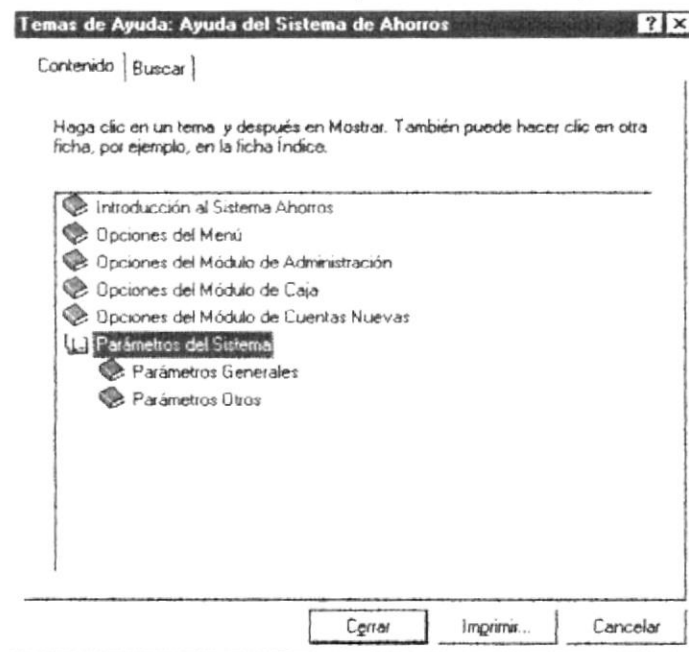 Temas de Ayuda: Ayuda del Sistema de Ahorros
Contenido
Buscar
Haga clic en un tema y después en Mostrar. También puede hacer clic en otra
ficha, por ejemplo, en la ficha Índice.
Introducción al Sistema Ahorros
Opciones del Menú
Opciones del Módulo de Administración
Opciones del Módulo de Caja
Opciones del Módulo de Cuentas Nuevas
Parámetros del Sistema
Parámetros Generales
Parámetros Otros
Cerrar
Imprimir...
Cancelar